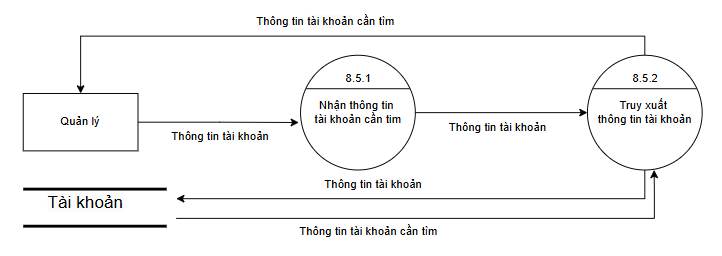 Thông tin tài khoản cần tìm
8.5.1
8.5.2
Nhận thông tin
tài khoản cần tim
Truy xuất
thông tin tài khoản
Quản lý
Thông tin tài khoản
Thông tin tài khoản
Thông tin tài khoản
Tài khoản
Thông tin tài khoản cần tìm